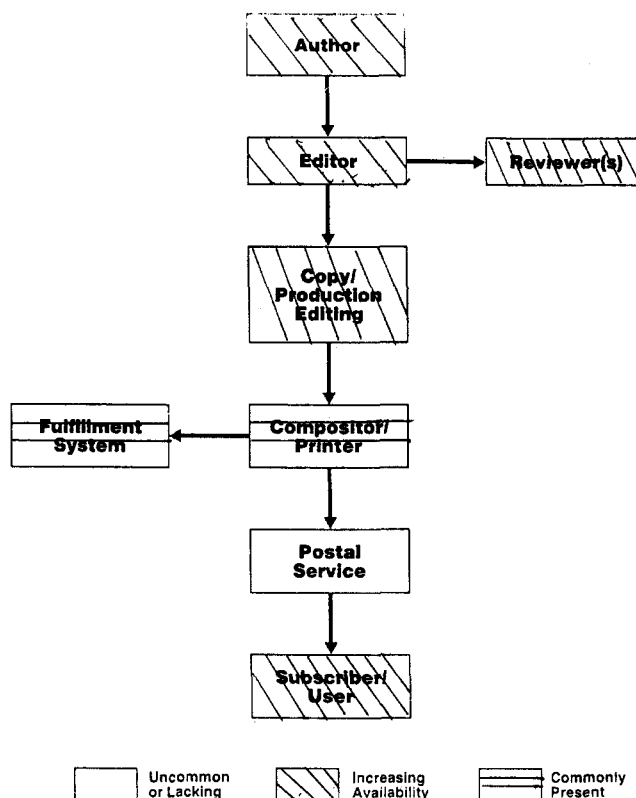 Author
Editor
Reviewer(s)
Copy/
Production
Editing
Fulfillment
System
Compositor/
Printer
Postal
Service
Subscriber/
User
Uncommon
or Lacking
Increasing
Availability
Commonly
Present